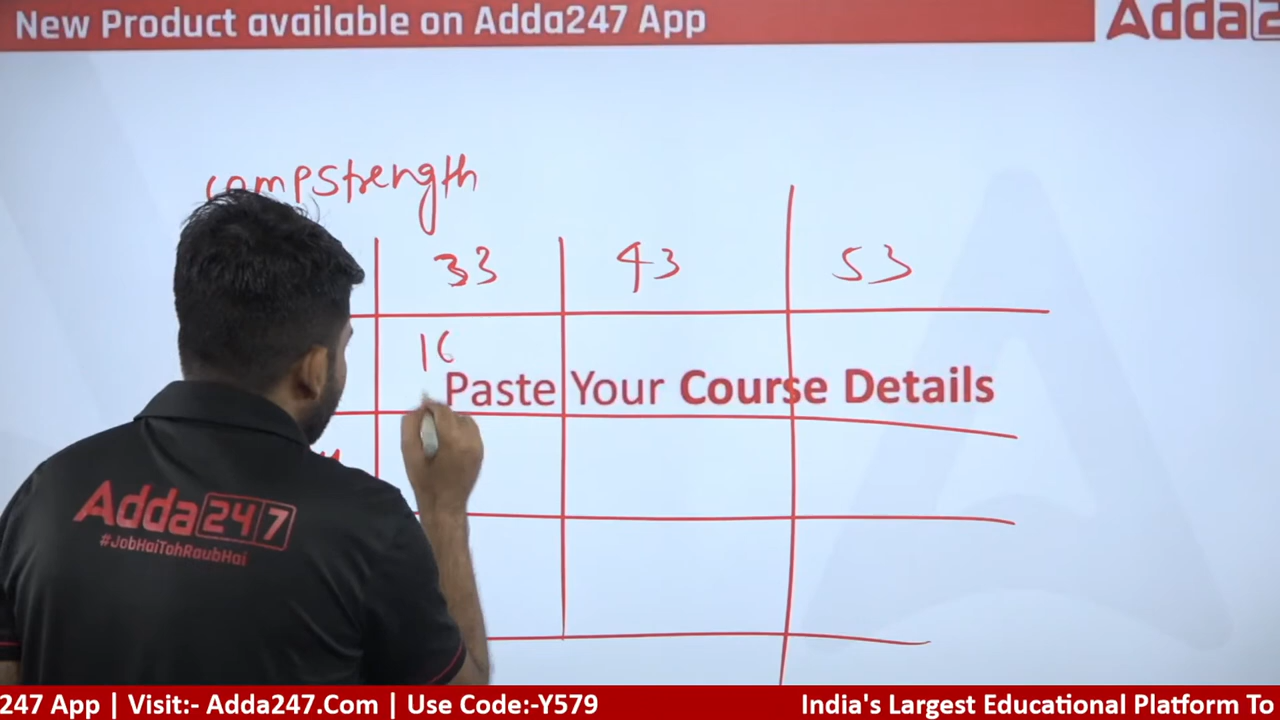 New Product available on Adda247 App
Adda2
compstrength
33 43 53
16
Paste Your Course Details
Adda247
#JobHaiTohRaubHai
247 App | Visit:- Adda247.Com | Use Code:-Y579
India's Largest Educational Platform To